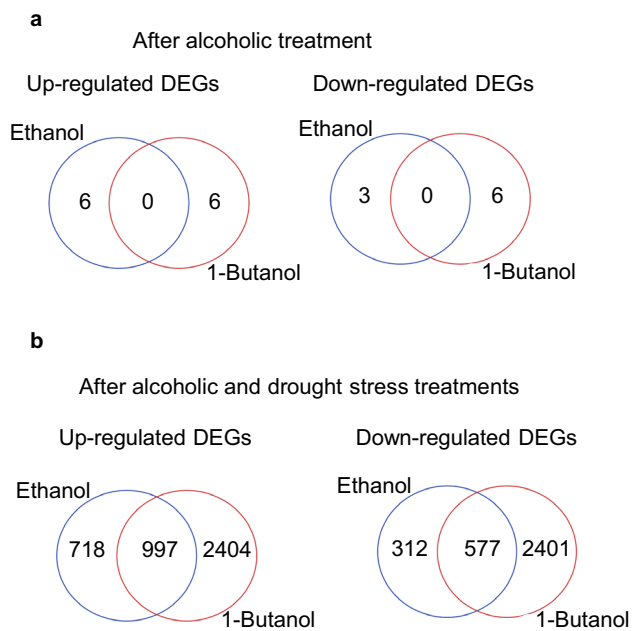 a
After alcoholic treatment
Up-regulated DEGs
Down-regulated DEGs
Ethanol
6 0 6
1-Butanol
Ethanol
3 0 6
1-Butanol
b
After alcoholic and drought stress treatments
Up-regulated DEGs
Down-regulated DEGs
Ethanol
718 997 2404
1-Butanol
Ethanol
312 577 2401
1-Butanol